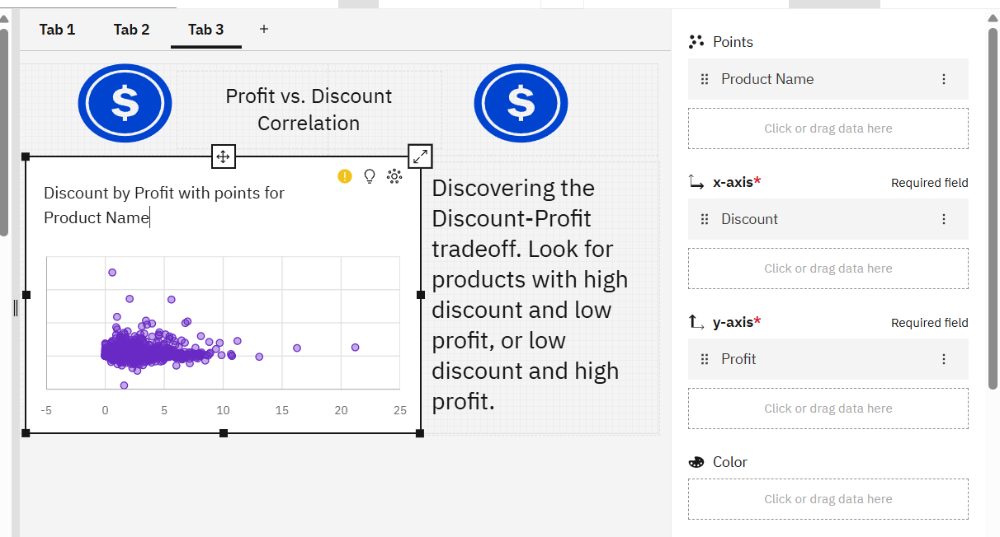 Tab 1 Tab 2 Tab 3 +
$ $
Profit vs. Discount
Correlation
!
Discount by Profit with points for
Product Name
-5 0 5 10 15 20 25
Discovering the
Discount-Profit
tradeoff. Look for
products with high
discount and low
profit, or low
discount and high
profit.
Points
Product Name
Click or drag data here
x-axis* Required field
Discount
Click or drag data here
y-axis* Required field
Profit
Click or drag data here
Color
Click or drag data here